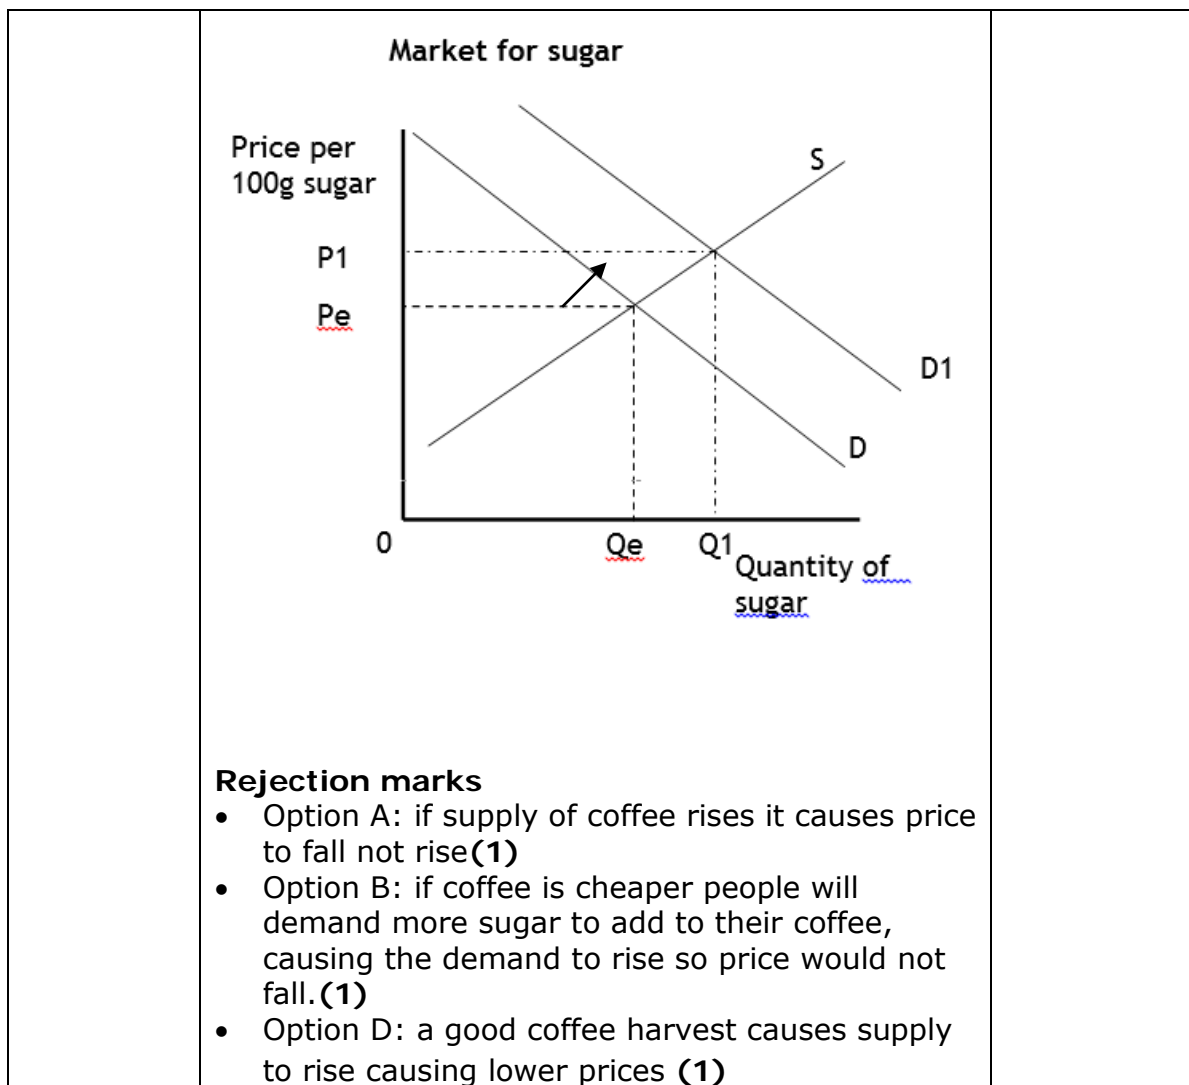 Market for sugar
Price per
100g sugar
S
P1
Pe
D1
D
0
Qe
Q1
Quantity of
sugar
Rejection marks
• Option A: if supply of coffee rises it causes price
to fall not rise(1)
• Option B: if coffee is cheaper people will
demand more sugar to add to their coffee,
causing the demand to rise so price would not
fall.(1)
• Option D: a good coffee harvest causes supply
to rise causing lower prices (1)